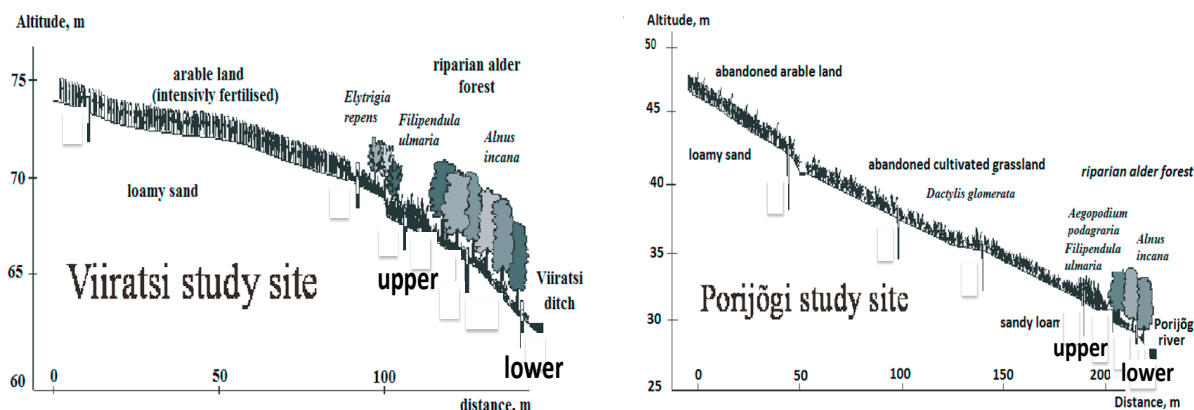 Altitude, m
75
70
65
60
arable land
(intensivly fertilised)
Elytrigia
repens
Filipendula
ulmaria
riparian alder
forest
Alnus
incana
loamy sand
upper
Viiratsi study site
Viiratsi
ditch
lower
0
50
100
distance, m
Altitude, m
50
45
40
35
30
25
abandoned arable land
loamy sand
abandoned cultivated grassland
Dactylis glomerata
riparian alder forest
Aegopodium
podagraria
Filipendula
ulmaria
Alnus
incana
Porijõgi study site
sandy loam
upper
Porijõg
river
lower
0
50
100
150
200
Distance, m